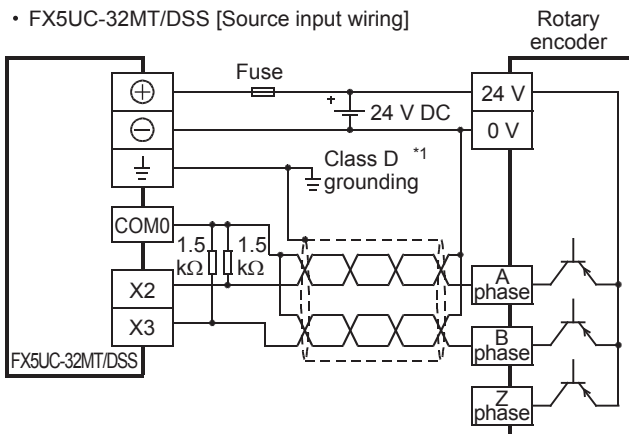 • FX5UC-32MT/DSS [Source input wiring]
Rotary
encoder
Fuse
24 V
+
24 V DC
0 V
Class D *1
grounding
COM0
1.5
kΩ
1.5
kΩ
X2
X3
A
phase
B
phase
Z
phase
FX5UC-32MT/DSS